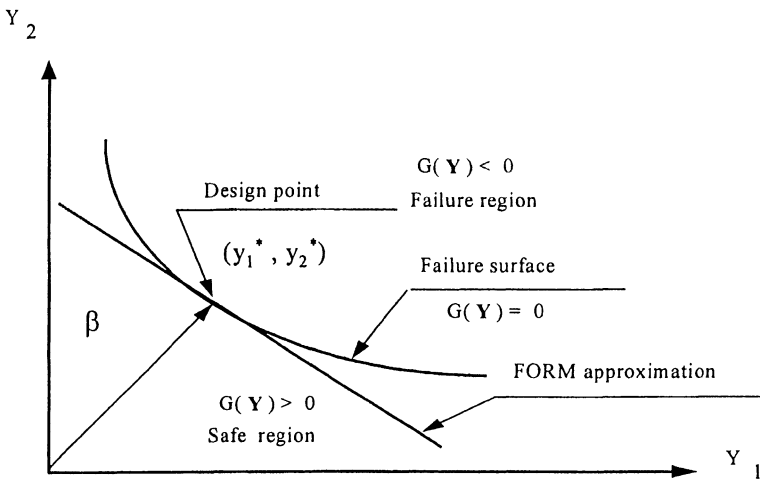 Y
2
G( Y ) < 0
Design point
Failure region
(y₁* , y₂*)
Failure surface
G( Y ) = 0
β
FORM approximation
G( Y ) > 0
Safe region
Y
1